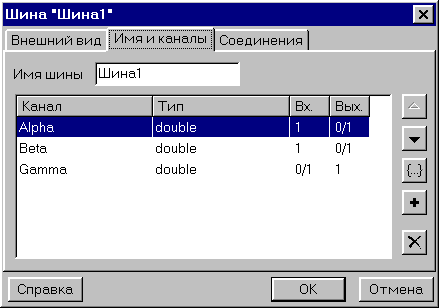 Шина "Шина1"
Внешний вид Имя и каналы Соединения
Имя шины Шина1
Канал Тип Вх. Вых.
Alpha double 1 0/1
Beta double 1 0/1
Gamma double 0/1 1
{..}
Справка OK Отмена